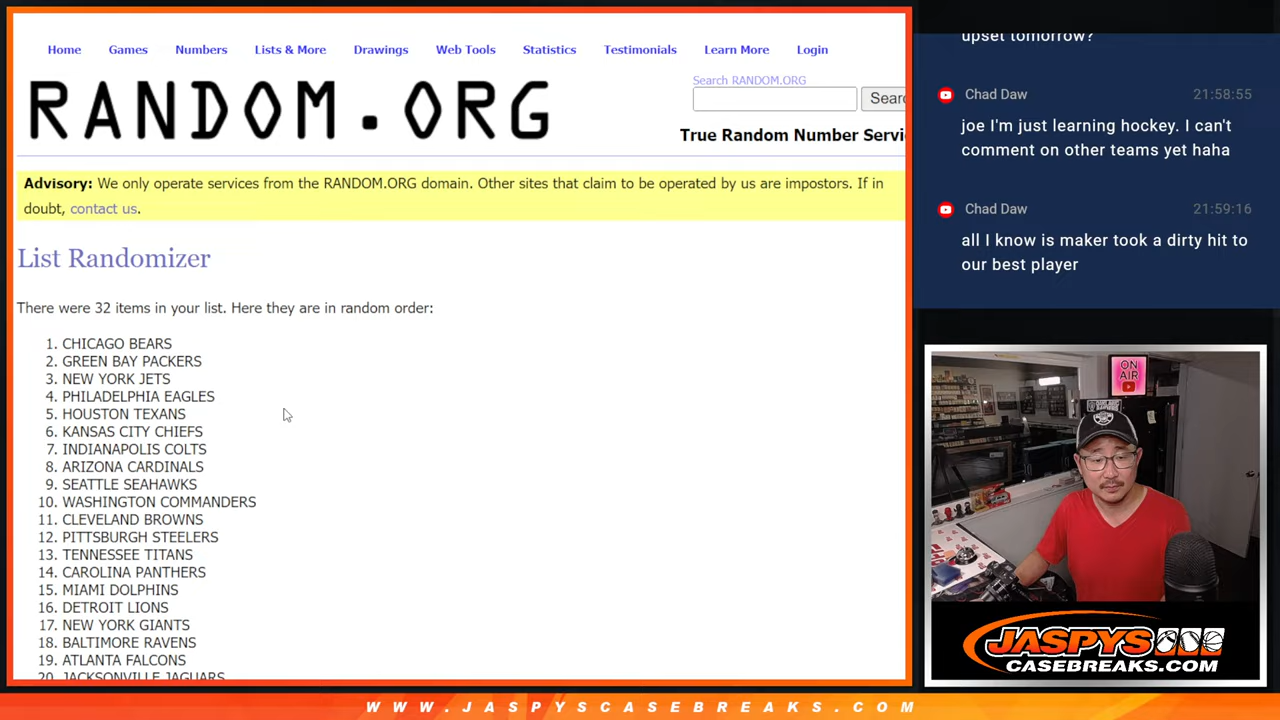 Home Games Numbers Lists & More Drawings Web Tools Statistics Testimonials Learn More Login
RANDOM.ORG
Search RANDOM.ORG
Sear
True Random Number Servi
Advisory: We only operate services from the RANDOM.ORG domain. Other sites that claim to be operated by us are impostors. If in
doubt, contact us.
List Randomizer
There were 32 items in your list. Here they are in random order:
1. CHICAGO BEARS
2. GREEN BAY PACKERS
3. NEW YORK JETS
4. PHILADELPHIA EAGLES
5. HOUSTON TEXANS
6. KANSAS CITY CHIEFS
7. INDIANAPOLIS COLTS
8. ARIZONA CARDINALS
9. SEATTLE SEAHAWKS
10. WASHINGTON COMMANDERS
11. CLEVELAND BROWNS
12. PITTSBURGH STEELERS
13. TENNESSEE TITANS
14. CAROLINA PANTHERS
15. MIAMI DOLPHINS
16. DETROIT LIONS
17. NEW YORK GIANTS
18. BALTIMORE RAVENS
19. ATLANTA FALCONS
20. JACKSONVILLE JAGUARS
upset tomorrow?
Chad Daw 21:58:55
joe I'm just learning hockey. I can't
comment on other teams yet haha
Chad Daw 21:59:16
all I know is maker took a dirty hit to
our best player
ON
AIR
JASPYS
CASEBREAKS.COM
WWW.JASPYSCASEBREAKS.COM